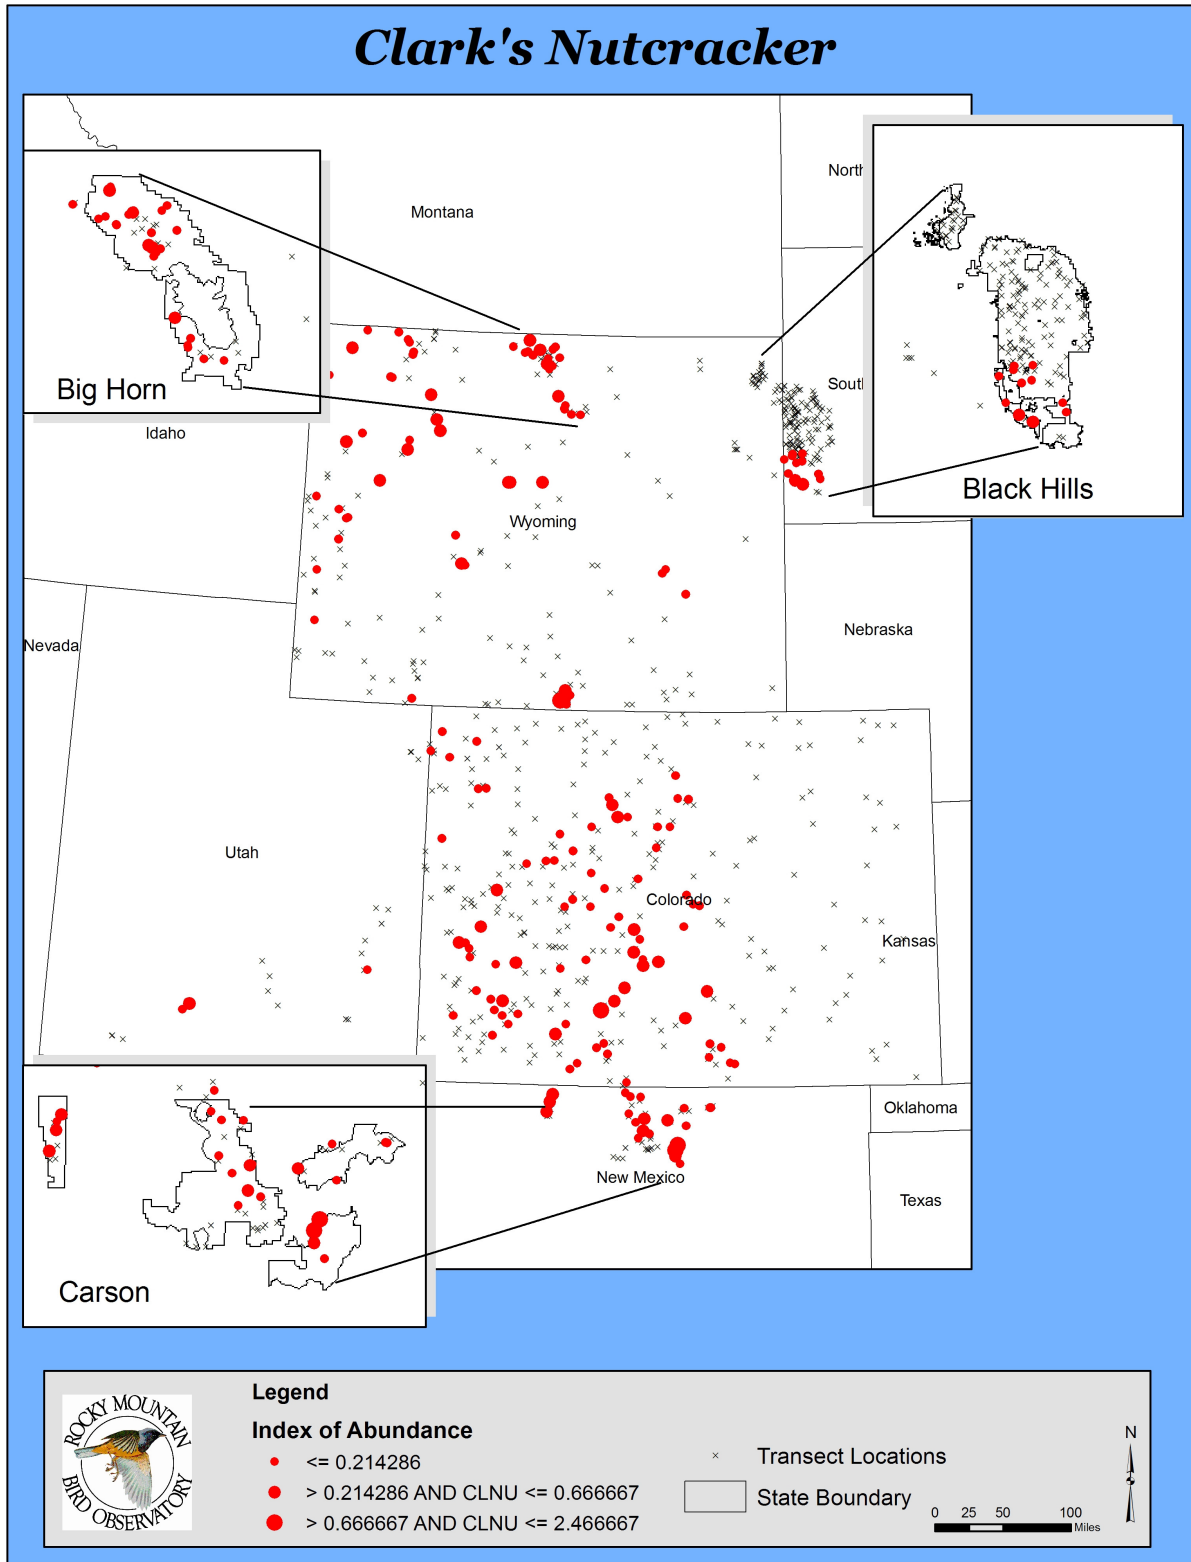 Clark's Nutcracker
North
Montana
South
Big Horn
Idaho
Black Hills
Wyoming
Nevada
Nebraska
Utah
Colorado
Kansas
Oklahoma
New Mexico
Texas
Carson
ROCKY MOUNTAIN
BIRD OBSERVATORY
Legend
Index of Abundance
<= 0.214286
> 0.214286 AND CLNU <= 0.666667
> 0.666667 AND CLNU <= 2.466667
Transect Locations
State Boundary
N
0 25 50 100
Miles